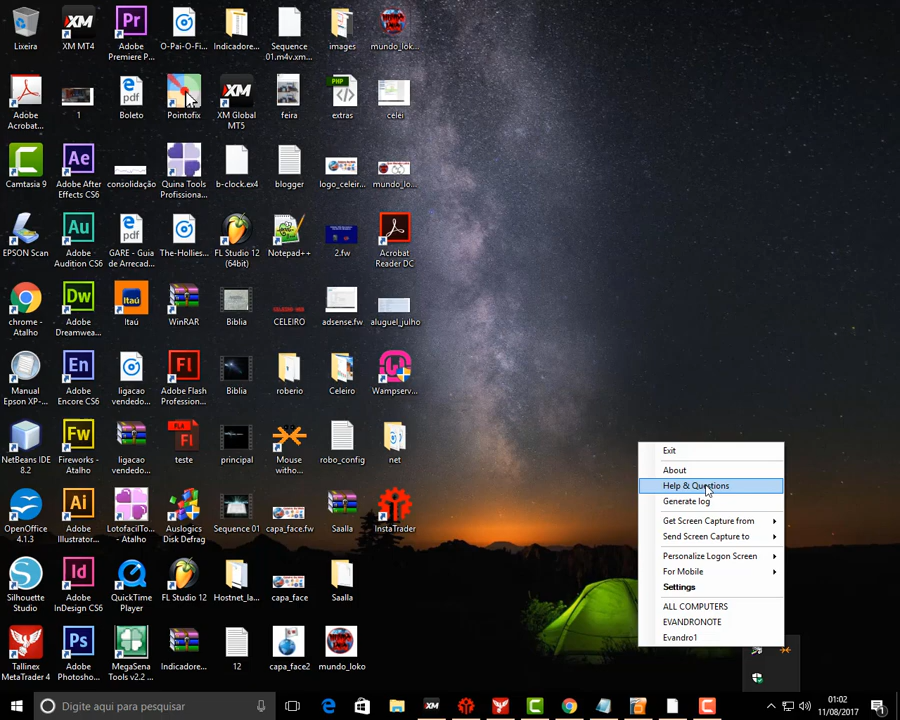 Lixeira
XM MT4
Adobe Premiere P...
O-Pai-O-Fi...
Indicadore...
Sequence 01.m4v.xm...
images
mundo_lok...
Adobe Acrobat...
1
Boleto
Pointofix
XM Global MT5
feira
extras
celei
Camtasia 9
Adobe After Effects CS6
consolidação
Quina Tools Profissiona...
b-clock.ex4
blogger
logo_celeir...
mundo_lo...
EPSON Scan
Adobe Audition CS6
GARE - Guia de Arrecad...
The-Hollies...
FL Studio 12 (64bit)
Notepad++
2.fw
Acrobat Reader DC
chrome - Atalho
Adobe Dreamwea...
Itaú
WinRAR
Biblia
CELEIRO
adsense.fw
aluguel_julho
Manual Epson XP-...
Adobe Encore CS6
ligacao vendedo...
Adobe Flash Profession...
Biblia
roberio
Celeiro
Wampserv...
NetBeans IDE 8.2
Fireworks - Atalho
ligacao vendedo...
teste
principal
Mouse witho...
robo_config
net
OpenOffice 4.1.3
Adobe Illustrator...
LotofacilTo... - Atalho
Auslogics Disk Defrag
Sequence 01
capa_face.fw
Saalla
InstaTrader
Silhouette Studio
Adobe InDesign CS6
QuickTime Player
FL Studio 12
Hostnet_la...
capa_face
Saalla
Tallinex MetaTrader 4
Adobe Photosho...
MegaSena Tools v2.2 ...
Indicadore...
12
capa_face2
mundo_loko
Exit
About
Help & Questions
Generate log
Get Screen Capture from
Send Screen Capture to
Personalize Logon Screen
For Mobile
Settings
ALL COMPUTERS
EVANDRONOTE
Evandro1
Digite aqui para pesquisar
01:02
11/08/2017